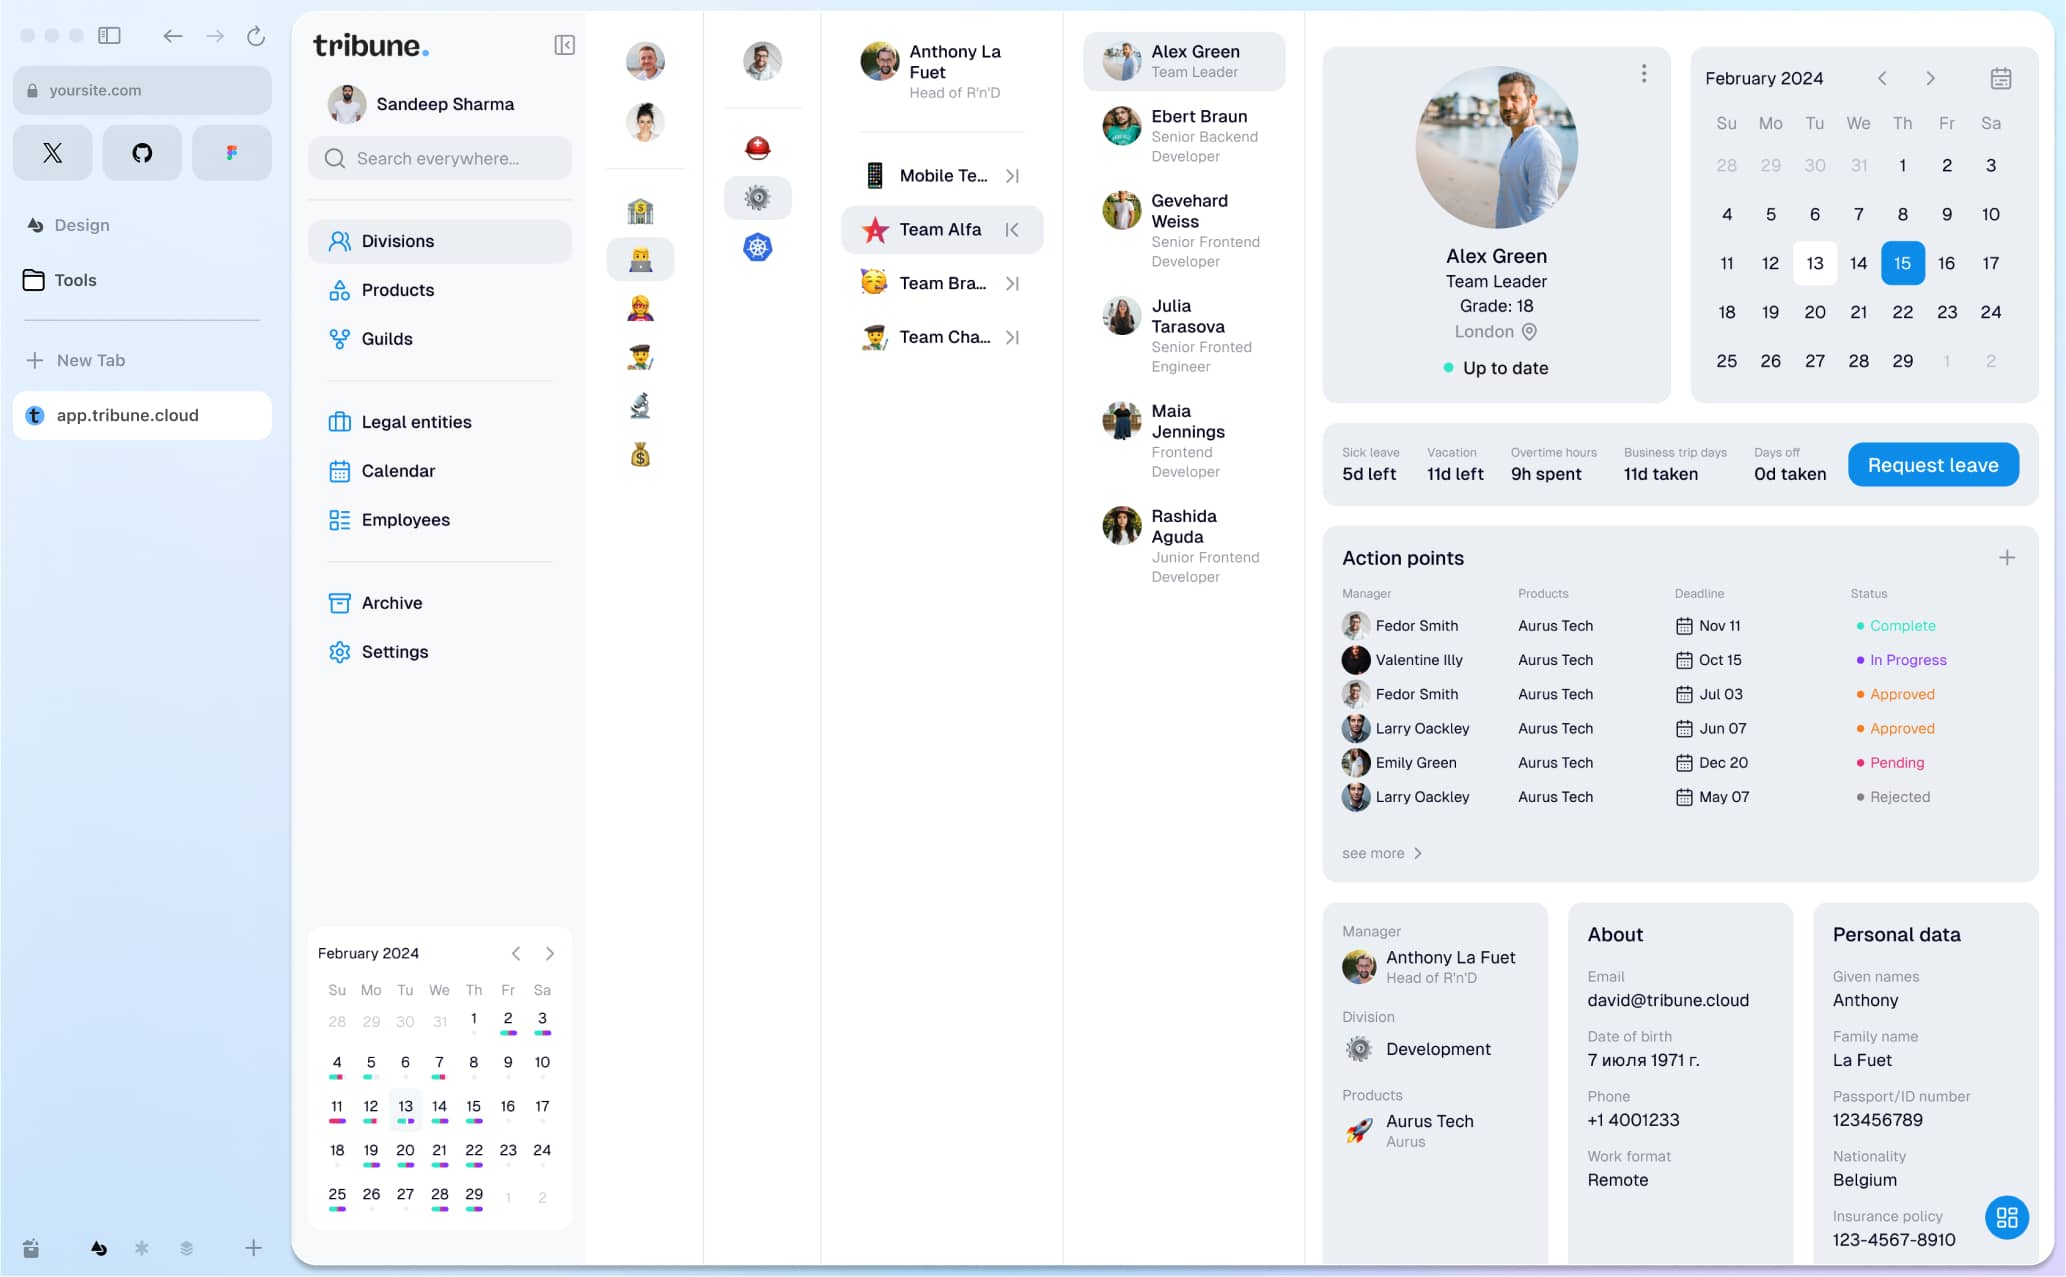 yoursite.com
Design
Tools
New Tab
app.tribune.cloud
tribune.
Sandeep Sharma
Search everywhere...
Divisions
Products
Guilds
Legal entities
Calendar
Employees
Archive
Settings
February 2024
Su Mo Tu We Th Fr Sa
28 29 30 31 1 2 3
4 5 6 7 8 9 10
11 12 13 14 15 16 17
18 19 20 21 22 23 24
25 26 27 28 29 1 2
Anthony La
Fuet
Head of R'n'D
Mobile Te...
Team Alfa
Team Bra...
Team Cha...
Alex Green
Team Leader
Ebert Braun
Senior Backend
Developer
Gevehard
Weiss
Senior Frontend
Developer
Julia
Tarasova
Senior Fronted
Engineer
Maia
Jennings
Frontend
Developer
Rashida
Aguda
Junior Frontend
Developer
Alex Green
Team Leader
Grade: 18
London
Up to date
February 2024
Su Mo Tu We Th Fr Sa
28 29 30 31 1 2 3
4 5 6 7 8 9 10
11 12 13 14 15 16 17
18 19 20 21 22 23 24
25 26 27 28 29 1 2
Sick leave Vacation Overtime hours Business trip days Days off
5d left 11d left 9h spent 11d taken 0d taken
Request leave
Action points
Manager Products Deadline Status
Fedor Smith Aurus Tech Nov 11 Complete
Valentine Illy Aurus Tech Oct 15 In Progress
Fedor Smith Aurus Tech Jul 03 Approved
Larry Oackley Aurus Tech Jun 07 Approved
Emily Green Aurus Tech Dec 20 Pending
Larry Oackley Aurus Tech May 07 Rejected
see more
Manager
Anthony La Fuet
Head of R'n'D
Division
Development
Products
Aurus Tech
Aurus
About
Email
david@tribune.cloud
Date of birth
7 июля 1971 г.
Phone
+1 4001233
Work format
Remote
Personal data
Given names
Anthony
Family name
La Fuet
Passport/ID number
123456789
Nationality
Belgium
Insurance policy
123-4567-8910